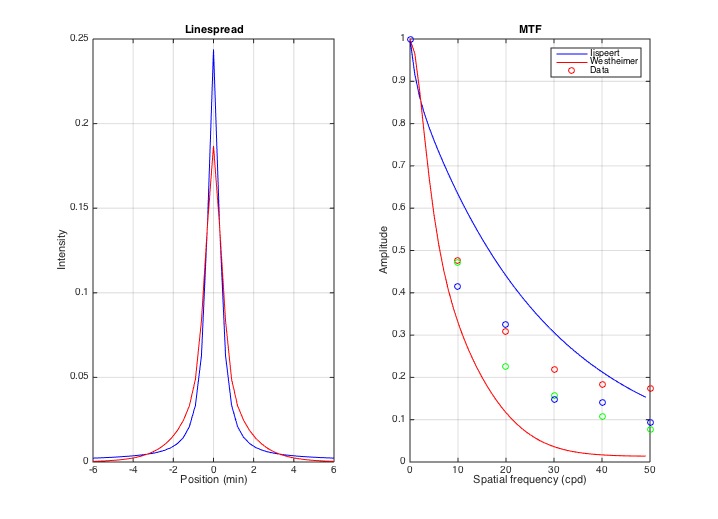 Linespread
0.25
0.2
0.15
0.1
0.05
0
Intensity
-6 -4 -2 0 2 4 6
Position (min)
MTF
1
0.9
0.8
0.7
0.6
0.5
0.4
0.3
0.2
0.1
0
Amplitude
0 10 20 30 40 50
Spatial frequency (cpd)
Ijspeert
Westheimer
Data